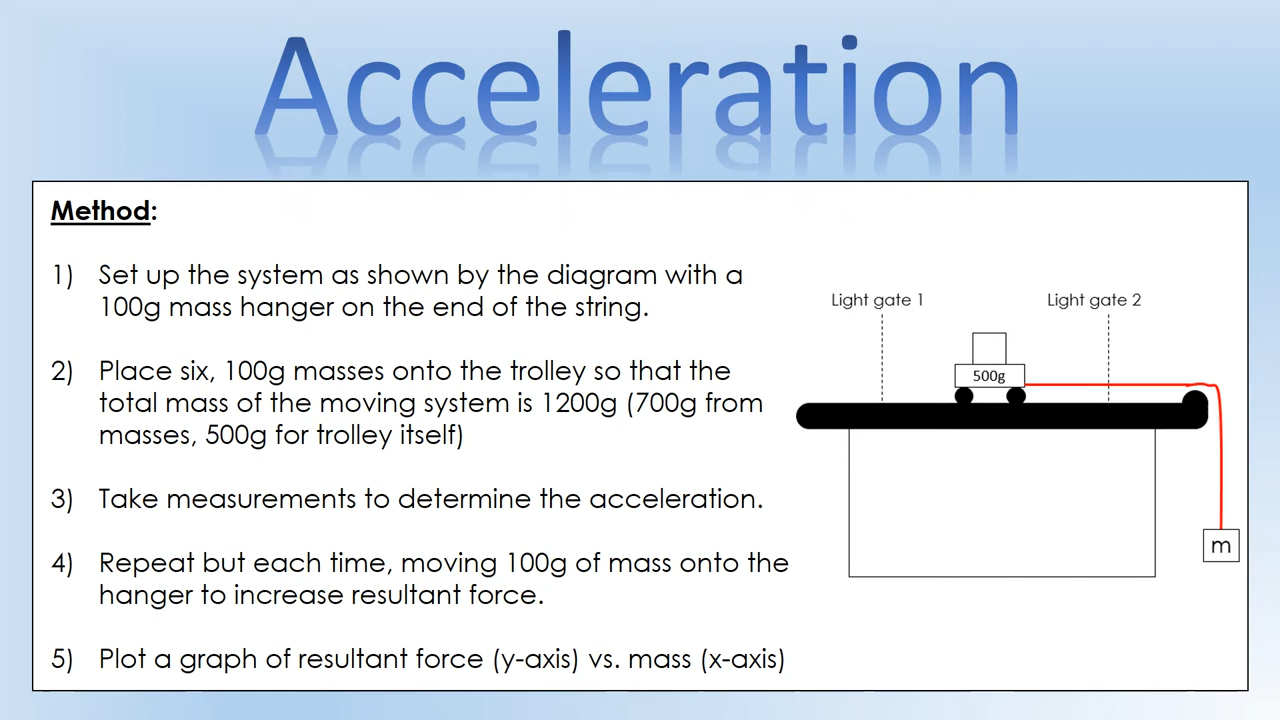 Acceleration
Method:
1) Set up the system as shown by the diagram with a
100g mass hanger on the end of the string.
2) Place six, 100g masses onto the trolley so that the
total mass of the moving system is 1200g (700g from
masses, 500g for trolley itself)
3) Take measurements to determine the acceleration.
4) Repeat but each time, moving 100g of mass onto the
hanger to increase resultant force.
5) Plot a graph of resultant force (y-axis) vs. mass (x-axis)
Light gate 1
Light gate 2
500g
m